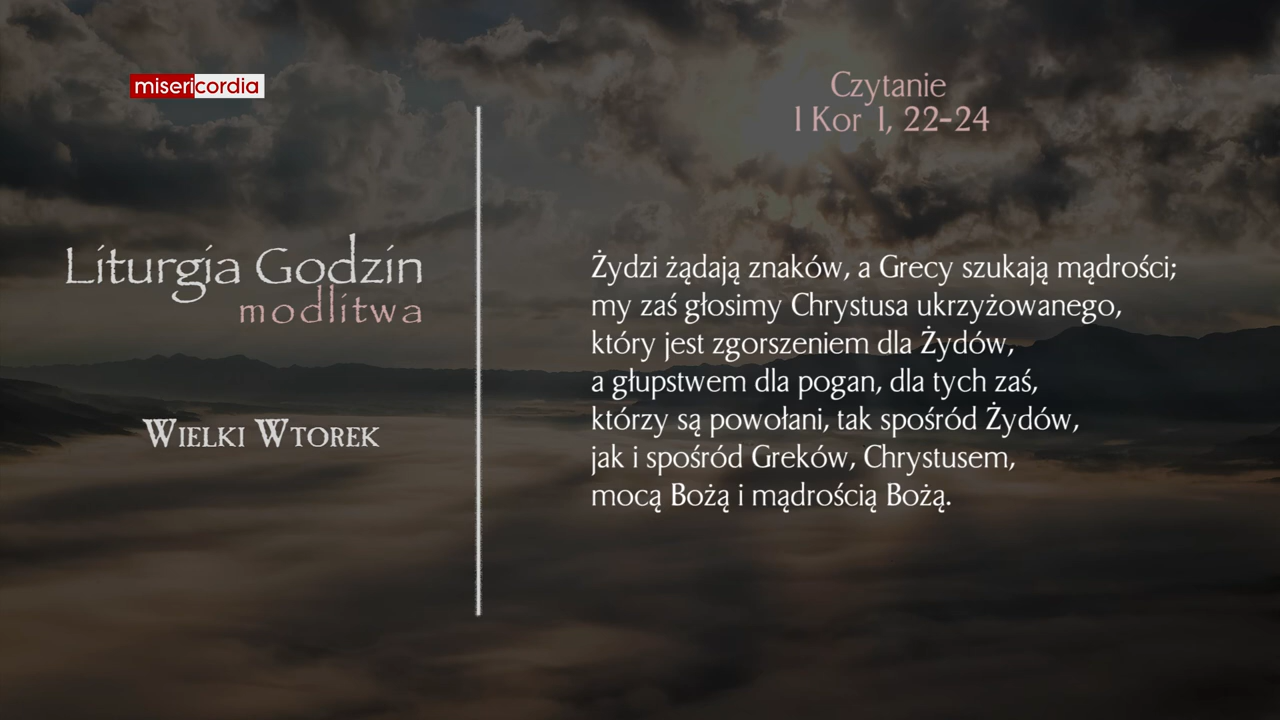 misericordia
Liturgia Godzin
modlitwa
Wielki Wtorek
Czytanie
1 Kor 1, 22-24
Żydzi żądają znaków, a Grecy szukają mądrości;
my zaś głosimy Chrystusa ukrzyżowanego,
który jest zgorszeniem dla Żydów,
a głupstwem dla pogan, dla tych zaś,
którzy są powołani, tak spośród Żydów,
jak i spośród Greków, Chrystusem,
mocą Bożą i mądrością Bożą.